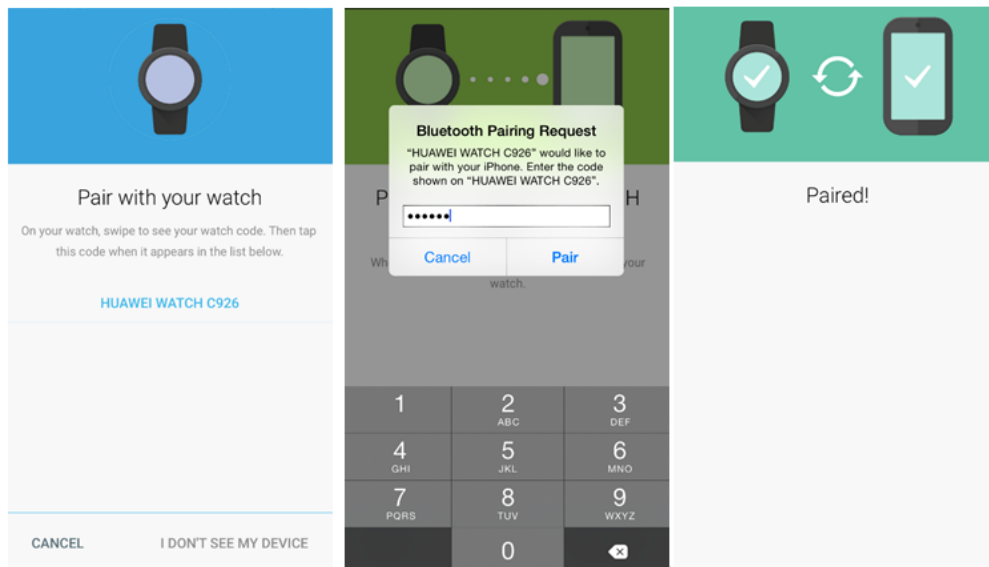 Pair with your watch
On your watch, swipe to see your watch code. Then tap
this code when it appears in the list below.
HUAWEI WATCH C926
CANCEL
I DON'T SEE MY DEVICE
Bluetooth Pairing Request
"HUAWEI WATCH C926" would like to
pair with your iPhone. Enter the code
shown on "HUAWEI WATCH C926".
••••••
Cancel
Pair
P
H
Wh
your
watch.
1
2
ABC
3
DEF
4
GHI
5
JKL
6
MNO
7
PQRS
8
TUV
9
WXYZ
0
Paired!